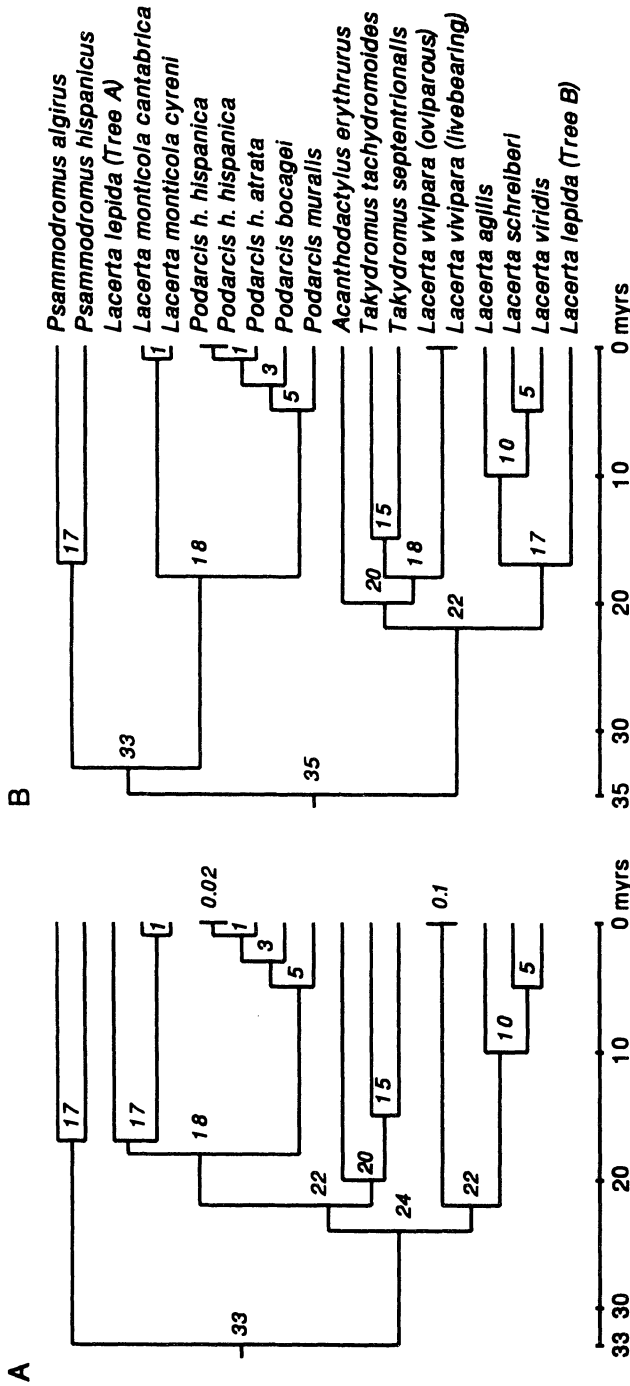 A
17
17
1
18
0.02
1
3
5
22
20
15
24
0.1
22
10
5
33
33 30 20 10 0 myrs
B
17
33
1
18
1
3
5
35
20
15
18
22
10
5
17
Psammodromus algirus
Psammodromus hispanicus
Lacerta lepida (Tree A)
Lacerta monticola cantabrica
Lacerta monticola cyreni
Podarcis h. hispanica
Podarcis h. hispanica
Podarcis h. atrata
Podarcis bocagei
Podarcis muralis
Acanthodactylus erythrurus
Takydromus tachydromoides
Takydromus septentrionalis
Lacerta vivipara (oviparous)
Lacerta vivipara (livebearing)
Lacerta agilis
Lacerta schreiberi
Lacerta viridis
Lacerta lepida (Tree B)
35 30 20 10 0 myrs